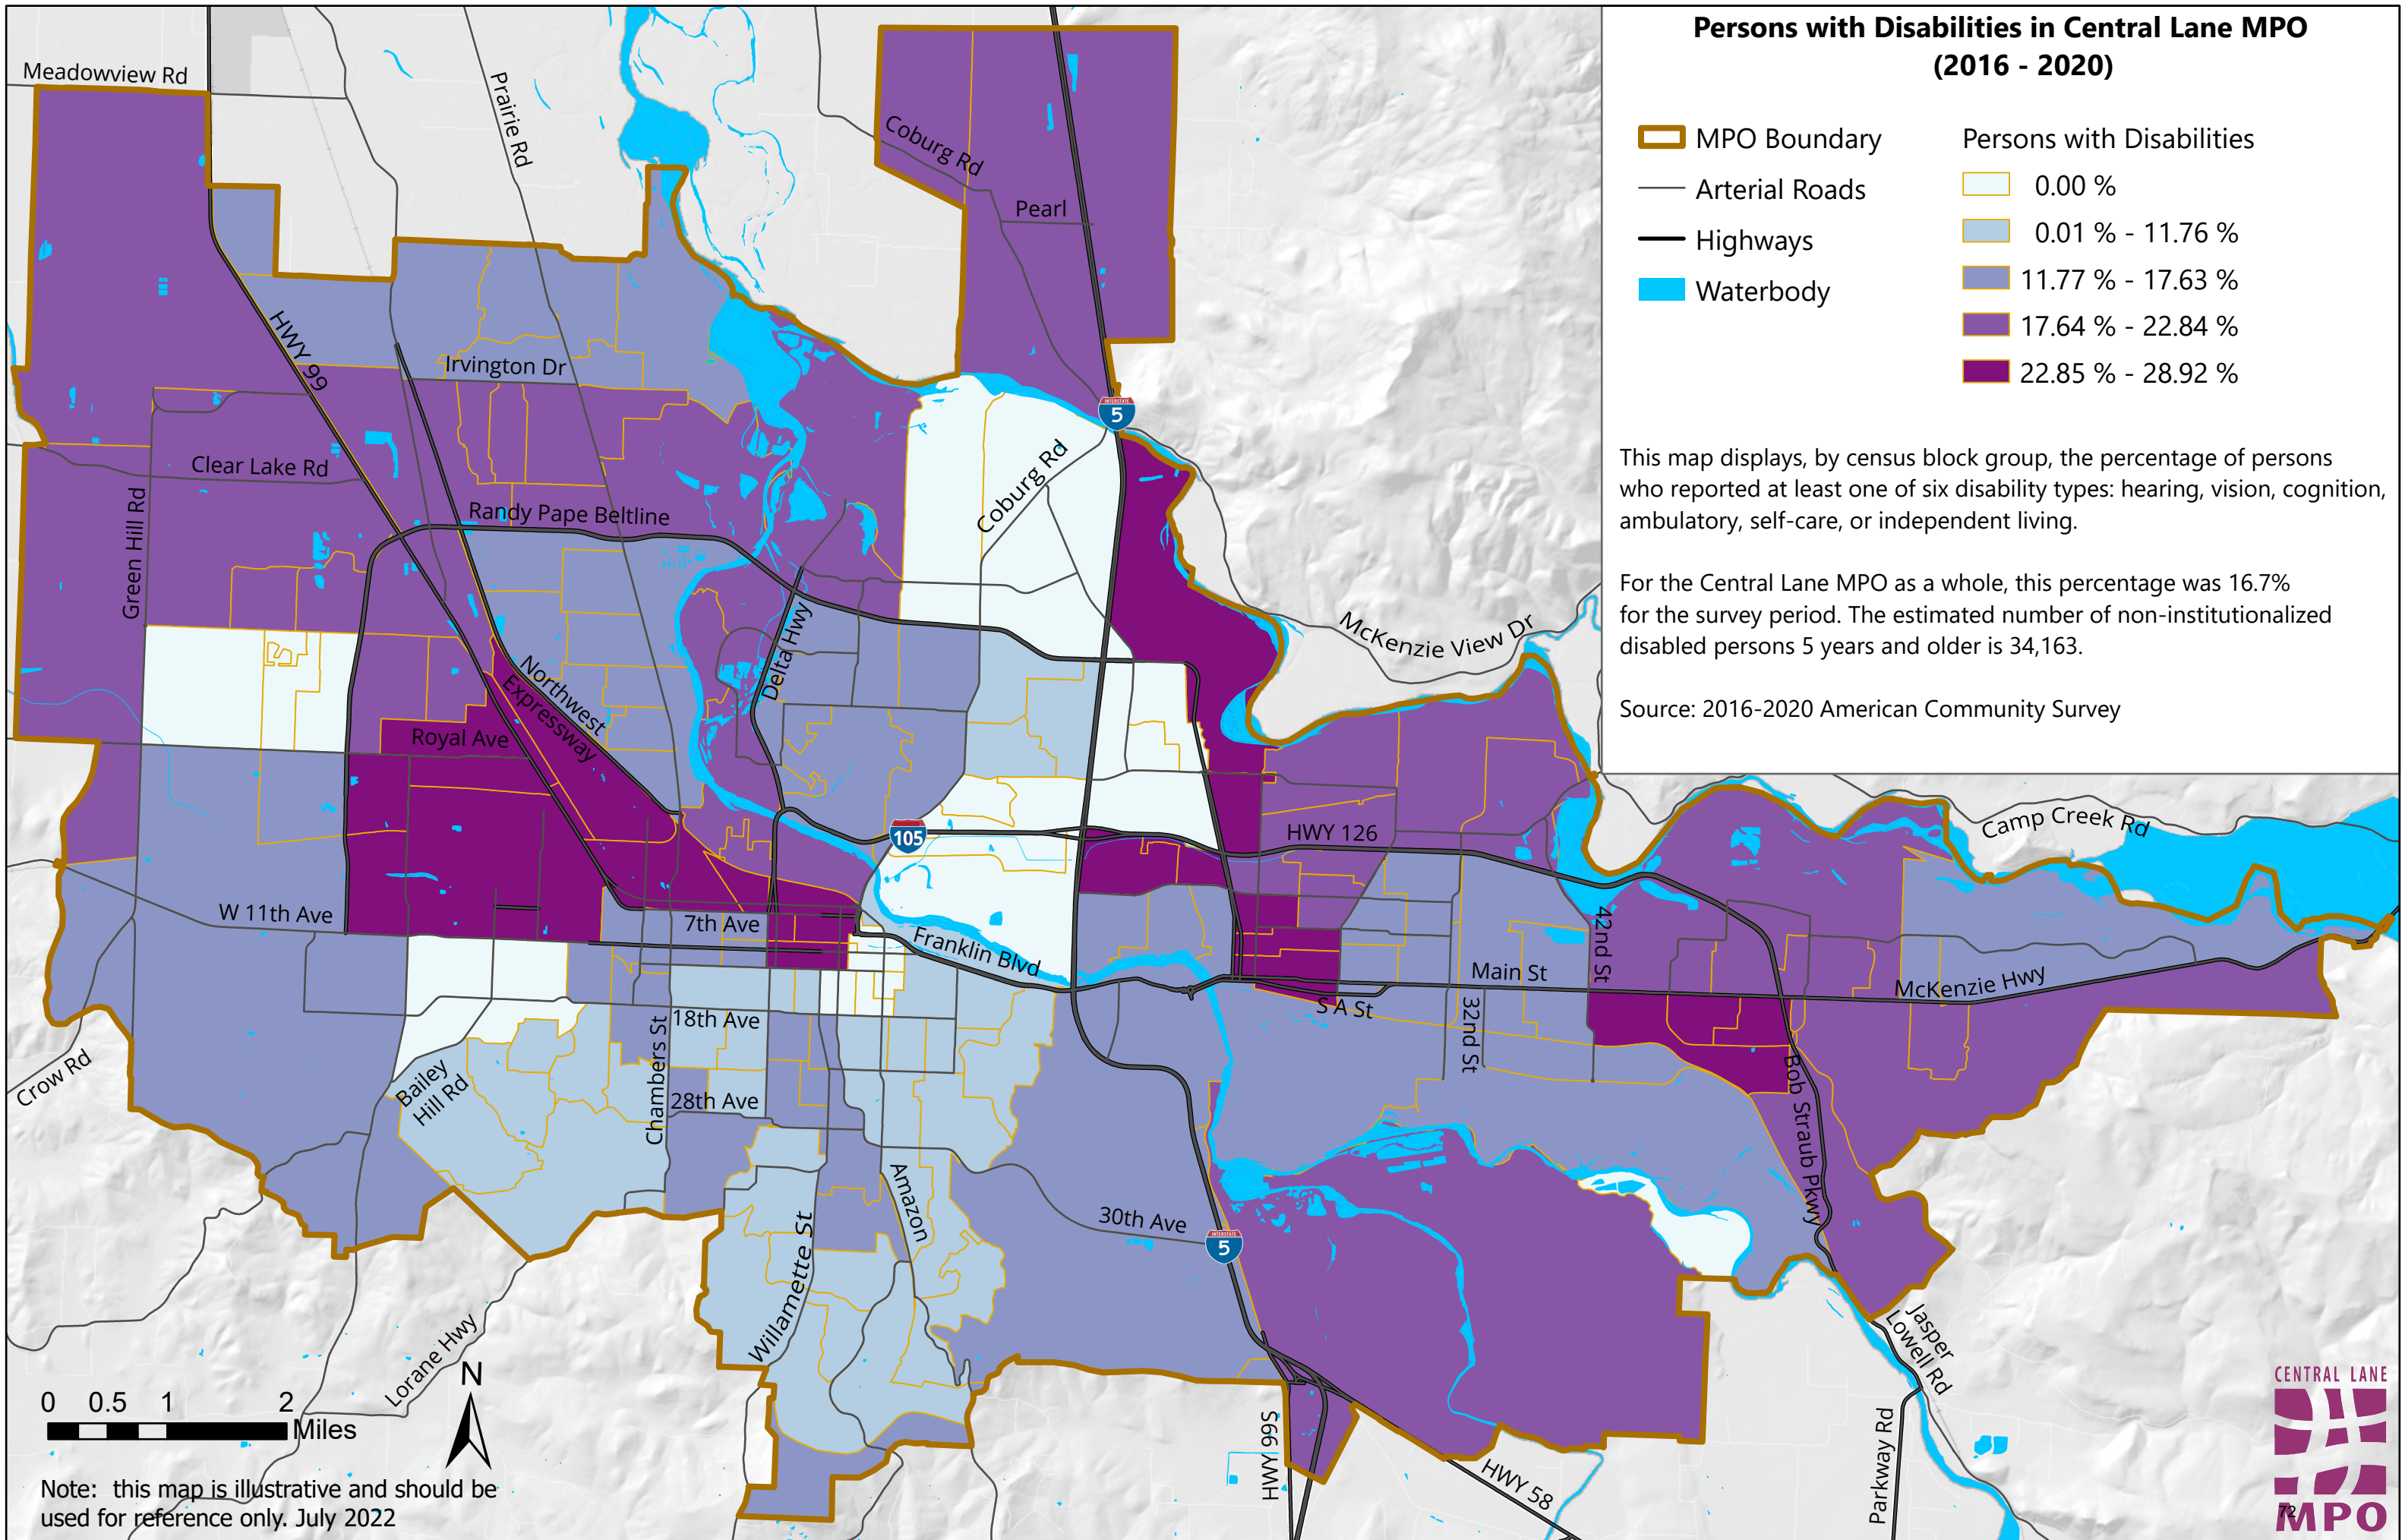 Persons with Disabilities in Central Lane MPO
(2016 - 2020)
MPO Boundary
Arterial Roads
Highways
Waterbody
Persons with Disabilities
0.00 %
0.01 % - 11.76 %
11.77 % - 17.63 %
17.64 % - 22.84 %
22.85 % - 28.92 %
This map displays, by census block group, the percentage of persons
who reported at least one of six disability types: hearing, vision, cognition,
ambulatory, self-care, or independent living.
For the Central Lane MPO as a whole, this percentage was 16.7%
for the survey period. The estimated number of non-institutionalized
disabled persons 5 years and older is 34,163.
Source: 2016-2020 American Community Survey
Meadowview Rd
Prairie Rd
Coburg Rd
Pearl
HWY 99
Irvington Dr
INTERSTATE
5
Coburg Rd
Clear Lake Rd
Green Hill Rd
Randy Pape Beltline
McKenzie View Dr
Delta Hwy
Northwest
Expressway
Royal Ave
105
HWY 126
Camp Creek Rd
W 11th Ave
7th Ave
Franklin Blvd
42nd St
Main St
McKenzie Hwy
S A St
32nd St
18th Ave
Chambers St
Crow Rd
Bailey
Hill Rd
28th Ave
Bob Straub Pkwy
Amazon
30th Ave
INTERSTATE
5
Willamette St
Lorane Hwy
Jasper
Lowell Rd
HWY 99S
HWY 58
Parkway Rd
0 0.5 1 2
Miles
N
Note: this map is illustrative and should be
used for reference only. July 2022
CENTRAL LANE
MPO
72